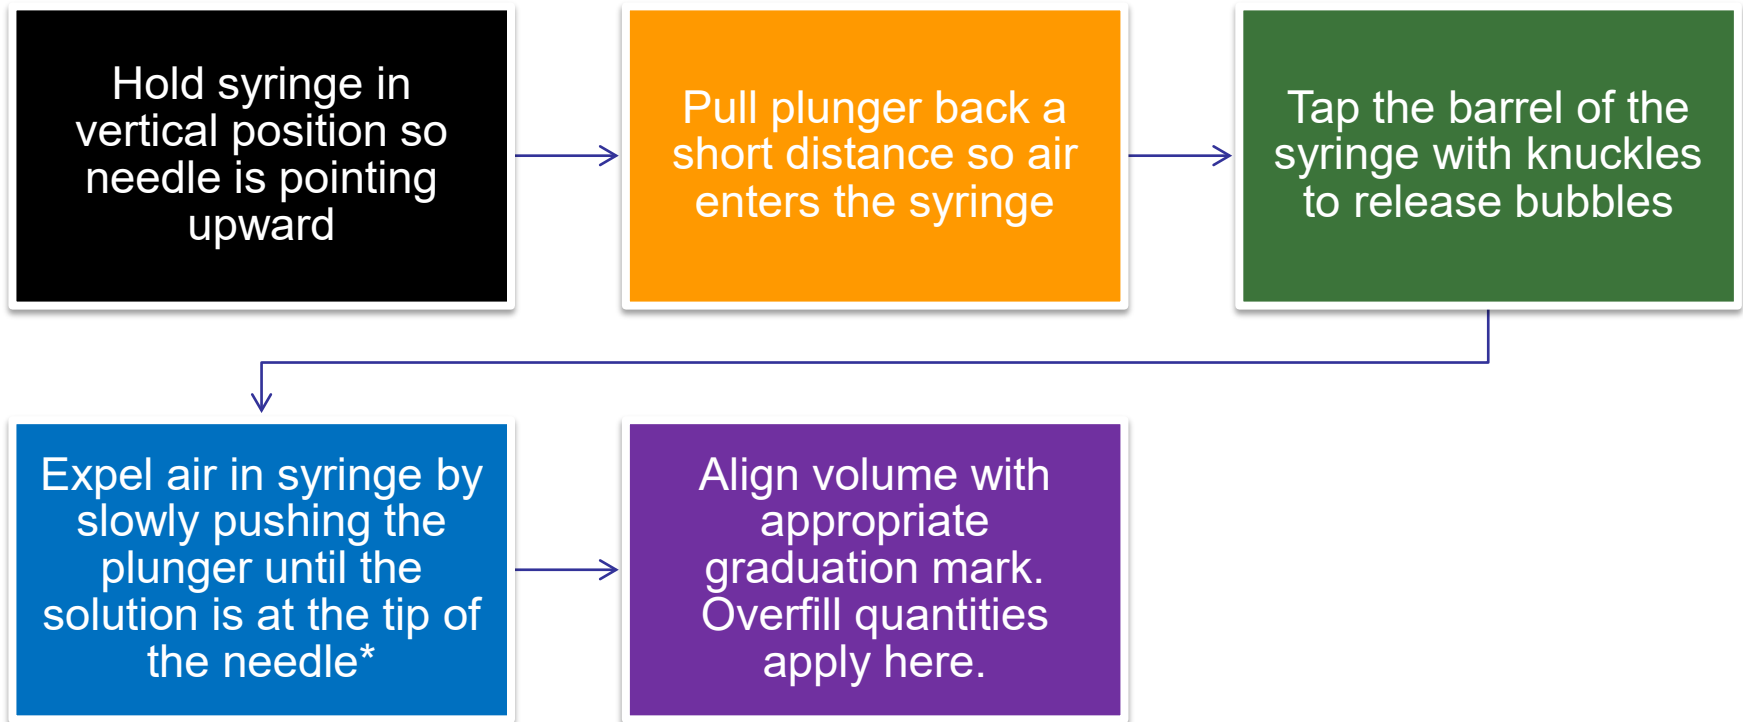 Hold syringe in
vertical position so
needle is pointing
upward
Pull plunger back a
short distance so air
enters the syringe
Tap the barrel of the
syringe with knuckles
to release bubbles
Expel air in syringe by
slowly pushing the
plunger until the
solution is at the tip of
the needle*
Align volume with
appropriate
graduation mark.
Overfill quantities
apply here.